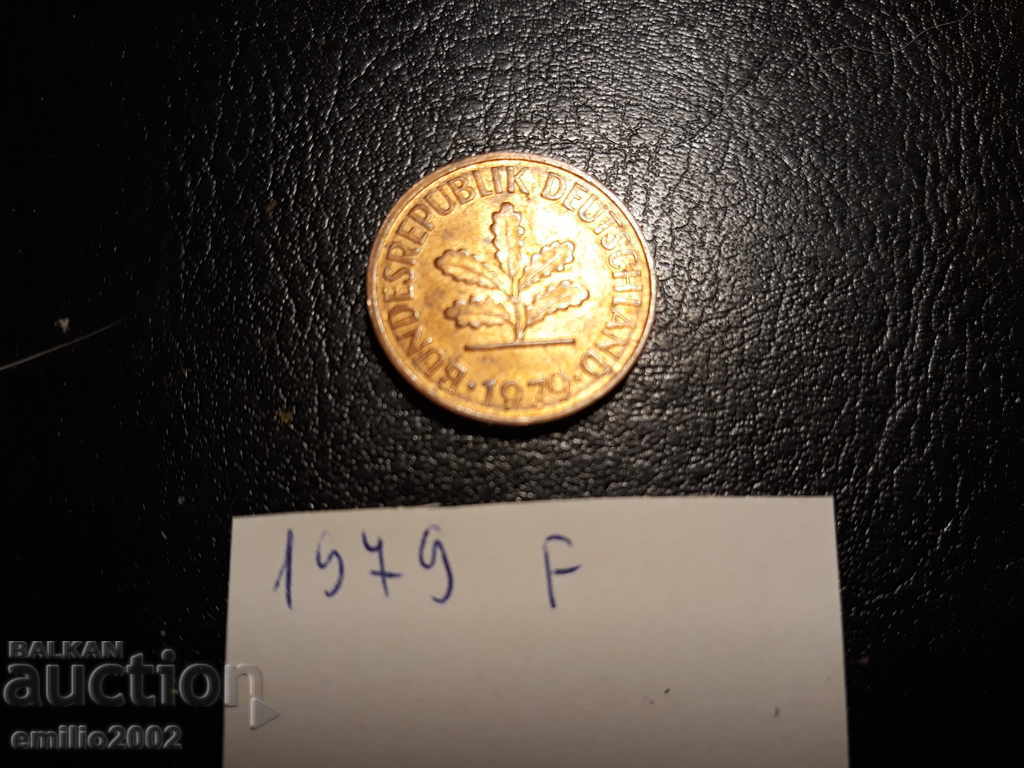 BUNDESREPUBLIK DEUTSCHLAND
· 1979 ·
1979 F
BALKAN
auction
emilio2002